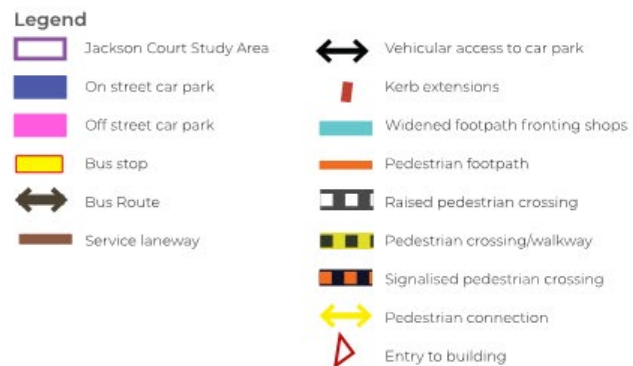 Legend
Jackson Court Study Area
On street car park
Off street car park
Bus stop
Bus Route
Service laneway
Vehicular access to car park
Kerb extensions
Widened footpath fronting shops
Pedestrian footpath
Raised pedestrian crossing
Pedestrian crossing/walkway
Signalised pedestrian crossing
Pedestrian connection
Entry to building